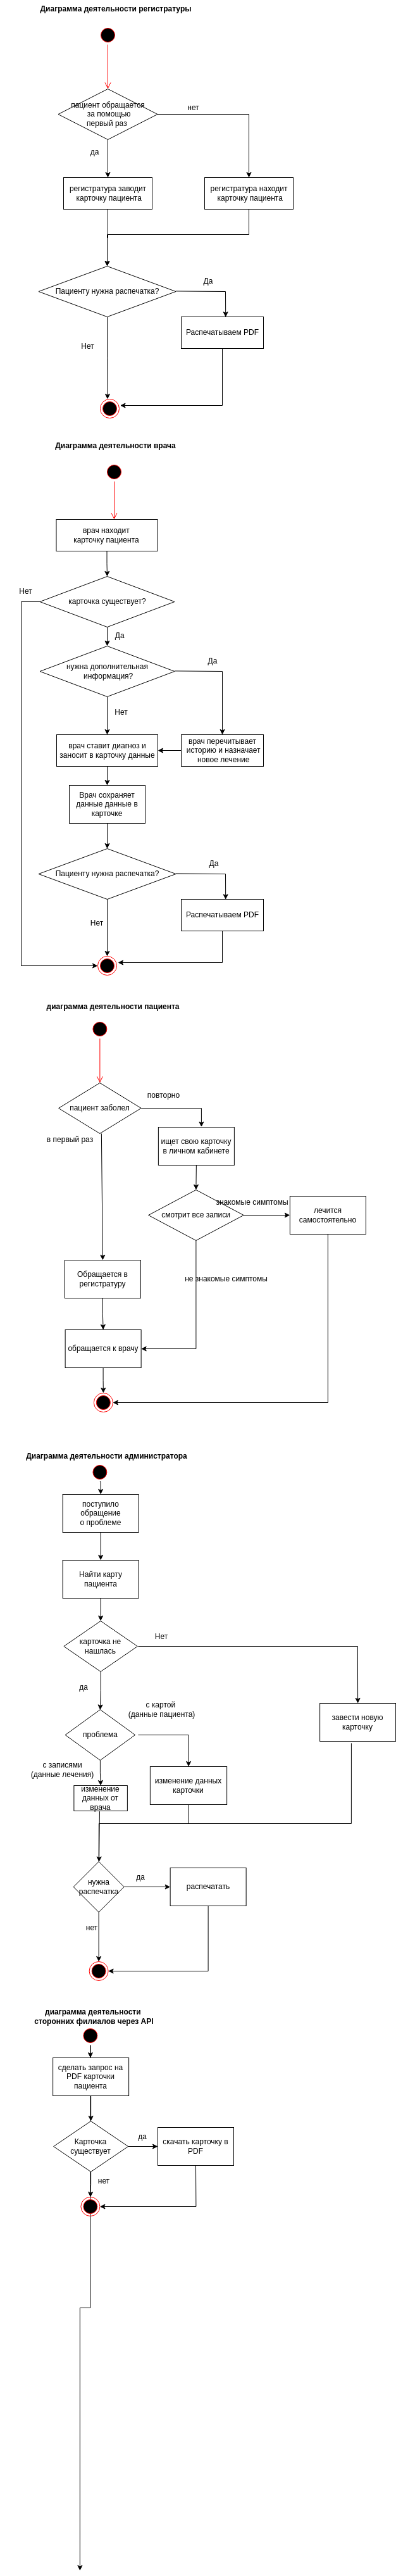 Диаграмма деятельности регистратуры
пациент обращается
за помощью
первый раз
нет
да
регистратура заводит
карточку пациента
регистратура находит
карточку пациента
Пациенту нужна распечатка?
Да
Распечатываем PDF
Нет
Диаграмма деятельности врача
врач находит
карточку пациента
Нет
карточка существует?
Да
нужна дополнительная
информация?
Да
Нет
врач ставит диагноз и
заносит в карточку данные
врач перечитывает
историю и назначает
новое лечение
Врач сохраняет
данные данные в
карточке
Пациенту нужна распечатка?
Да
Распечатываем PDF
Нет
диаграмма деятельности пациента
пациент заболел
повторно
в первый раз
ищет свою карточку
в личном кабинете
знакомые симптомы
смотрит все записи
лечится
самостоятельно
Обращается в
регистратуру
не знакомые симптомы
обращается к врачу
Диаграмма деятельности администратора
поступило
обращение
о проблеме
Найти карту
пациента
карточка не
нашлась
Нет
да
с картой
(данные пациента)
завести новую
карточку
проблема
с записями
(данные лечения)
изменение данных
карточки
изменение
данных от
врача
нужна
распечатка
да
распечатать
нет
диаграмма деятельности
сторонних филиалов через API
сделать запрос на
PDF карточки
пациента
Карточка
существует
да
скачать карточку в
PDF
нет